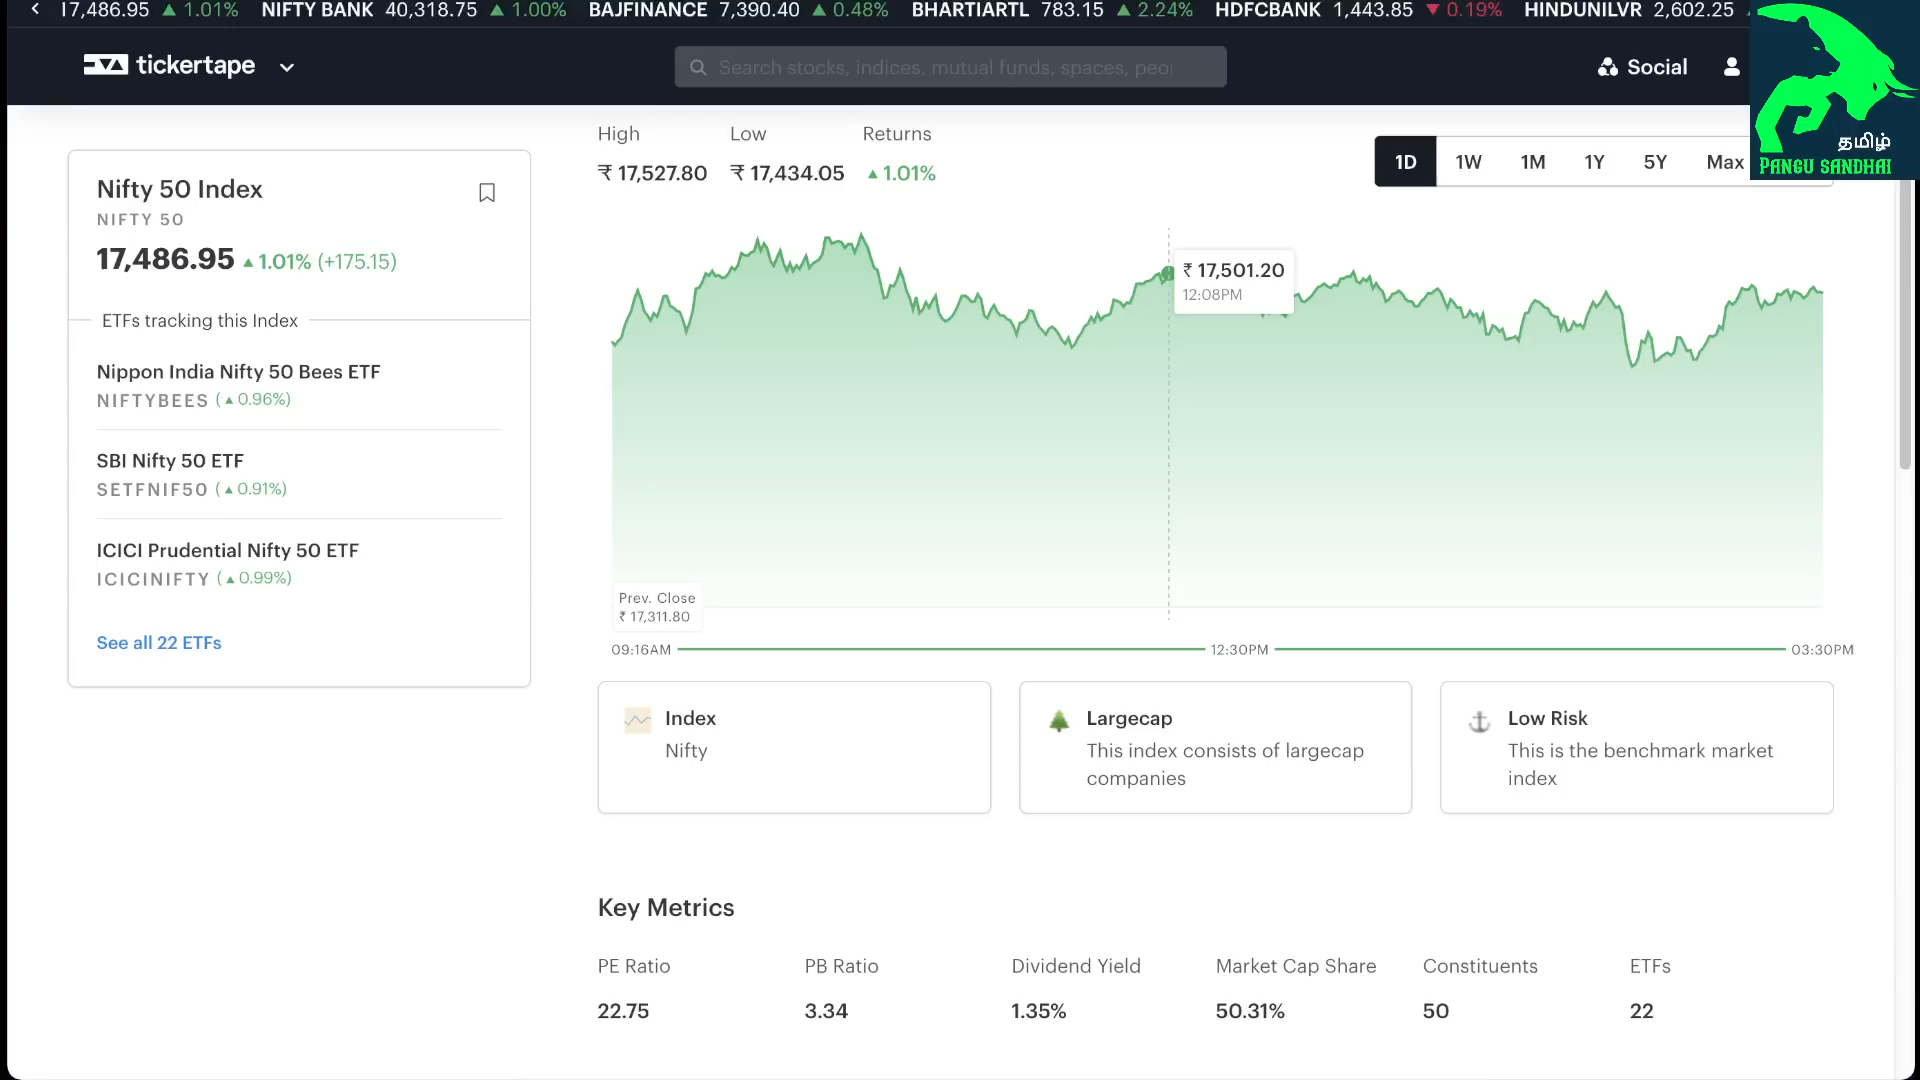 17,486.95 ▲ 1.01% NIFTY BANK 40,318.75 ▲ 1.00% BAJFINANCE 7,390.40 ▲ 0.48% BHARTIARTL 783.15 ▲ 2.24% HDFCBANK 1,443.85 ▼ 0.19% HINDUNILVR 2,602.25
tickertape
Search stocks, indices, mutual funds, spaces, peo
Social
தமிழ்
PANGU SANDHAI
Nifty 50 Index
NIFTY 50
17,486.95 ▲ 1.01% (+175.15)
ETFs tracking this Index
Nippon India Nifty 50 Bees ETF
NIFTYBEES (▲ 0.96%)
SBI Nifty 50 ETF
SETFNIF50 (▲ 0.91%)
ICICI Prudential Nifty 50 ETF
ICICINIFTY (▲ 0.99%)
See all 22 ETFs
High Low Returns
₹ 17,527.80 ₹ 17,434.05 ▲ 1.01%
1D 1W 1M 1Y 5Y Max
₹ 17,501.20
12:08PM
Prev. Close
₹ 17,311.80
09:16AM 12:30PM 03:30PM
Index
Nifty
Largecap
This index consists of largecap
companies
Low Risk
This is the benchmark market
index
Key Metrics
PE Ratio PB Ratio Dividend Yield Market Cap Share Constituents ETFs
22.75 3.34 1.35% 50.31% 50 22